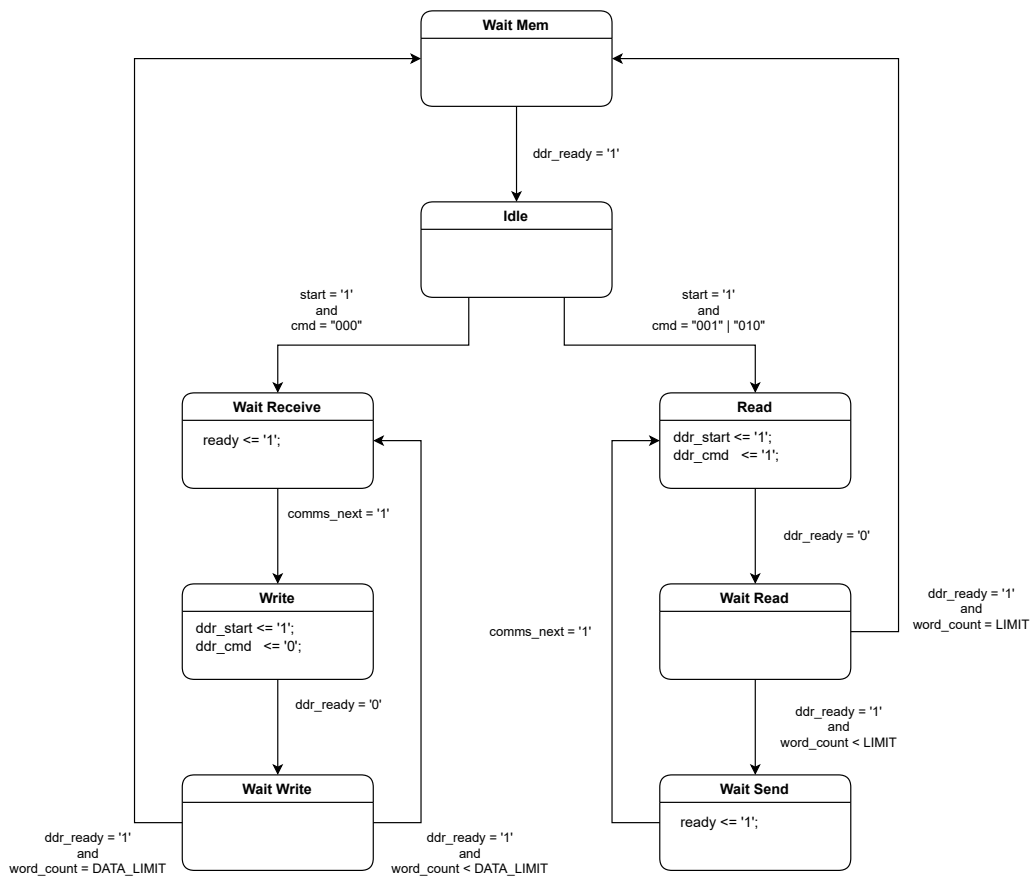 Wait Mem
ddr_ready = '1'
Idle
start = '1'
and
cmd = "000"
start = '1'
and
cmd = "001" | "010"
Wait Receive
ready <= '1';
Read
ddr_start <= '1';
ddr_cmd <= '1';
comms_next = '1'
ddr_ready = '0'
Write
ddr_start <= '1';
ddr_cmd <= '0';
comms_next = '1'
Wait Read
ddr_ready = '1'
and
word_count = LIMIT
ddr_ready = '0'
ddr_ready = '1'
and
word_count < LIMIT
Wait Write
Wait Send
ready <= '1';
ddr_ready = '1'
and
word_count = DATA_LIMIT
ddr_ready = '1'
and
word_count < DATA_LIMIT